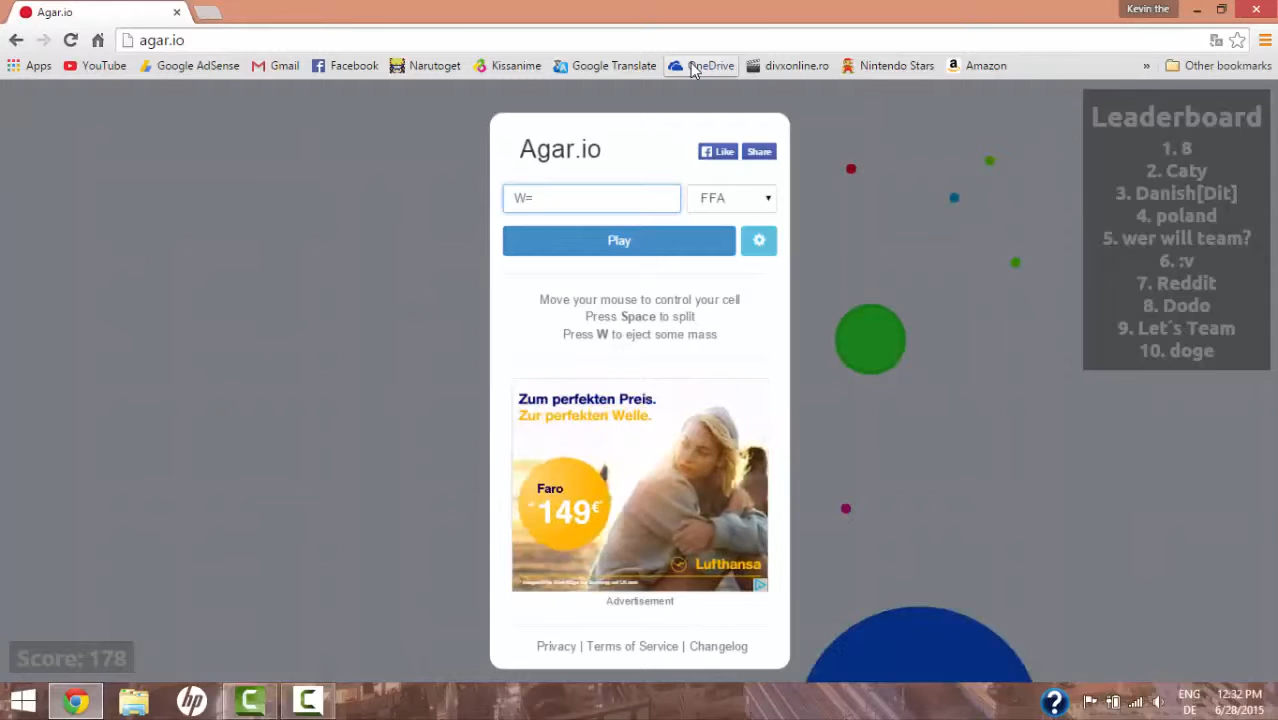 Agar.io
Kevin the
agar.io
Apps YouTube Google AdSense Gmail Facebook Narutoget Kissanime Google Translate OneDrive divxonline.ro Nintendo Stars Amazon » Other bookmarks
Agar.io
Like Share
W=
FFA
Play
Move your mouse to control your cell
Press Space to split
Press W to eject some mass
Zum perfekten Preis.
Zur perfekten Welle.
Faro
149€
Lufthansa
Advertisement
Privacy | Terms of Service | Changelog
Leaderboard
1. 8
2. Caty
3. Danish[Dit]
4. poland
5. wer will team?
6. :v
7. Reddit
8. Dodo
9. Let´s Team
10. doge
Score: 178
hp
ENG
DE
12:32 PM
6/28/2015